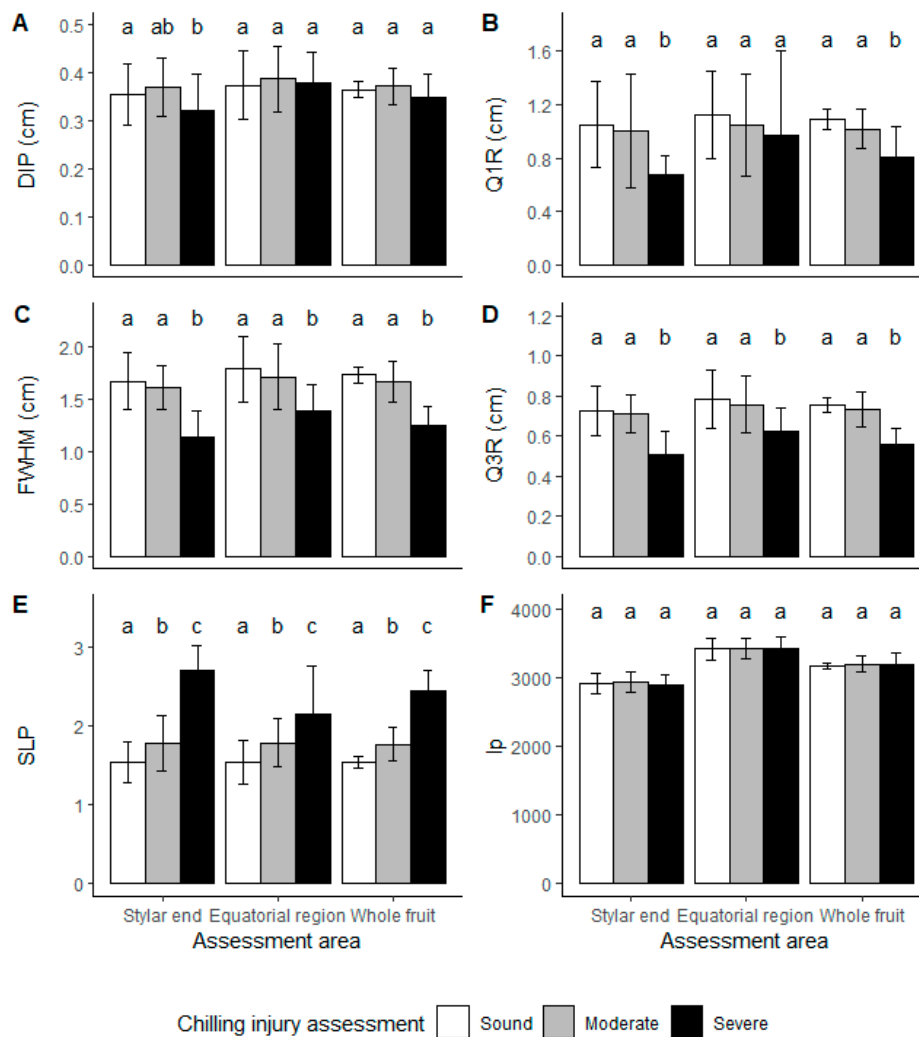 A
DIP (cm)
0.5
0.4
0.3
0.2
0.1
0.0
a ab b a a a a a a
B
Q1R (cm)
1.6
1.2
0.8
0.4
0.0
a a b a a a a a b
C
FWHM (cm)
2.0
1.5
1.0
0.5
0.0
a a b a a b a a b
D
Q3R (cm)
1.2
1.0
0.8
0.6
0.4
0.2
0.0
a a b a a b a a b
E
SLP
3
2
1
0
a b c a b c a b c
Stylar end Equatorial region Whole fruit
Assessment area
F
Ip
4000
3000
2000
1000
0
a a a a a a a a a
Stylar end Equatorial region Whole fruit
Assessment area
Chilling injury assessment Sound Moderate Severe